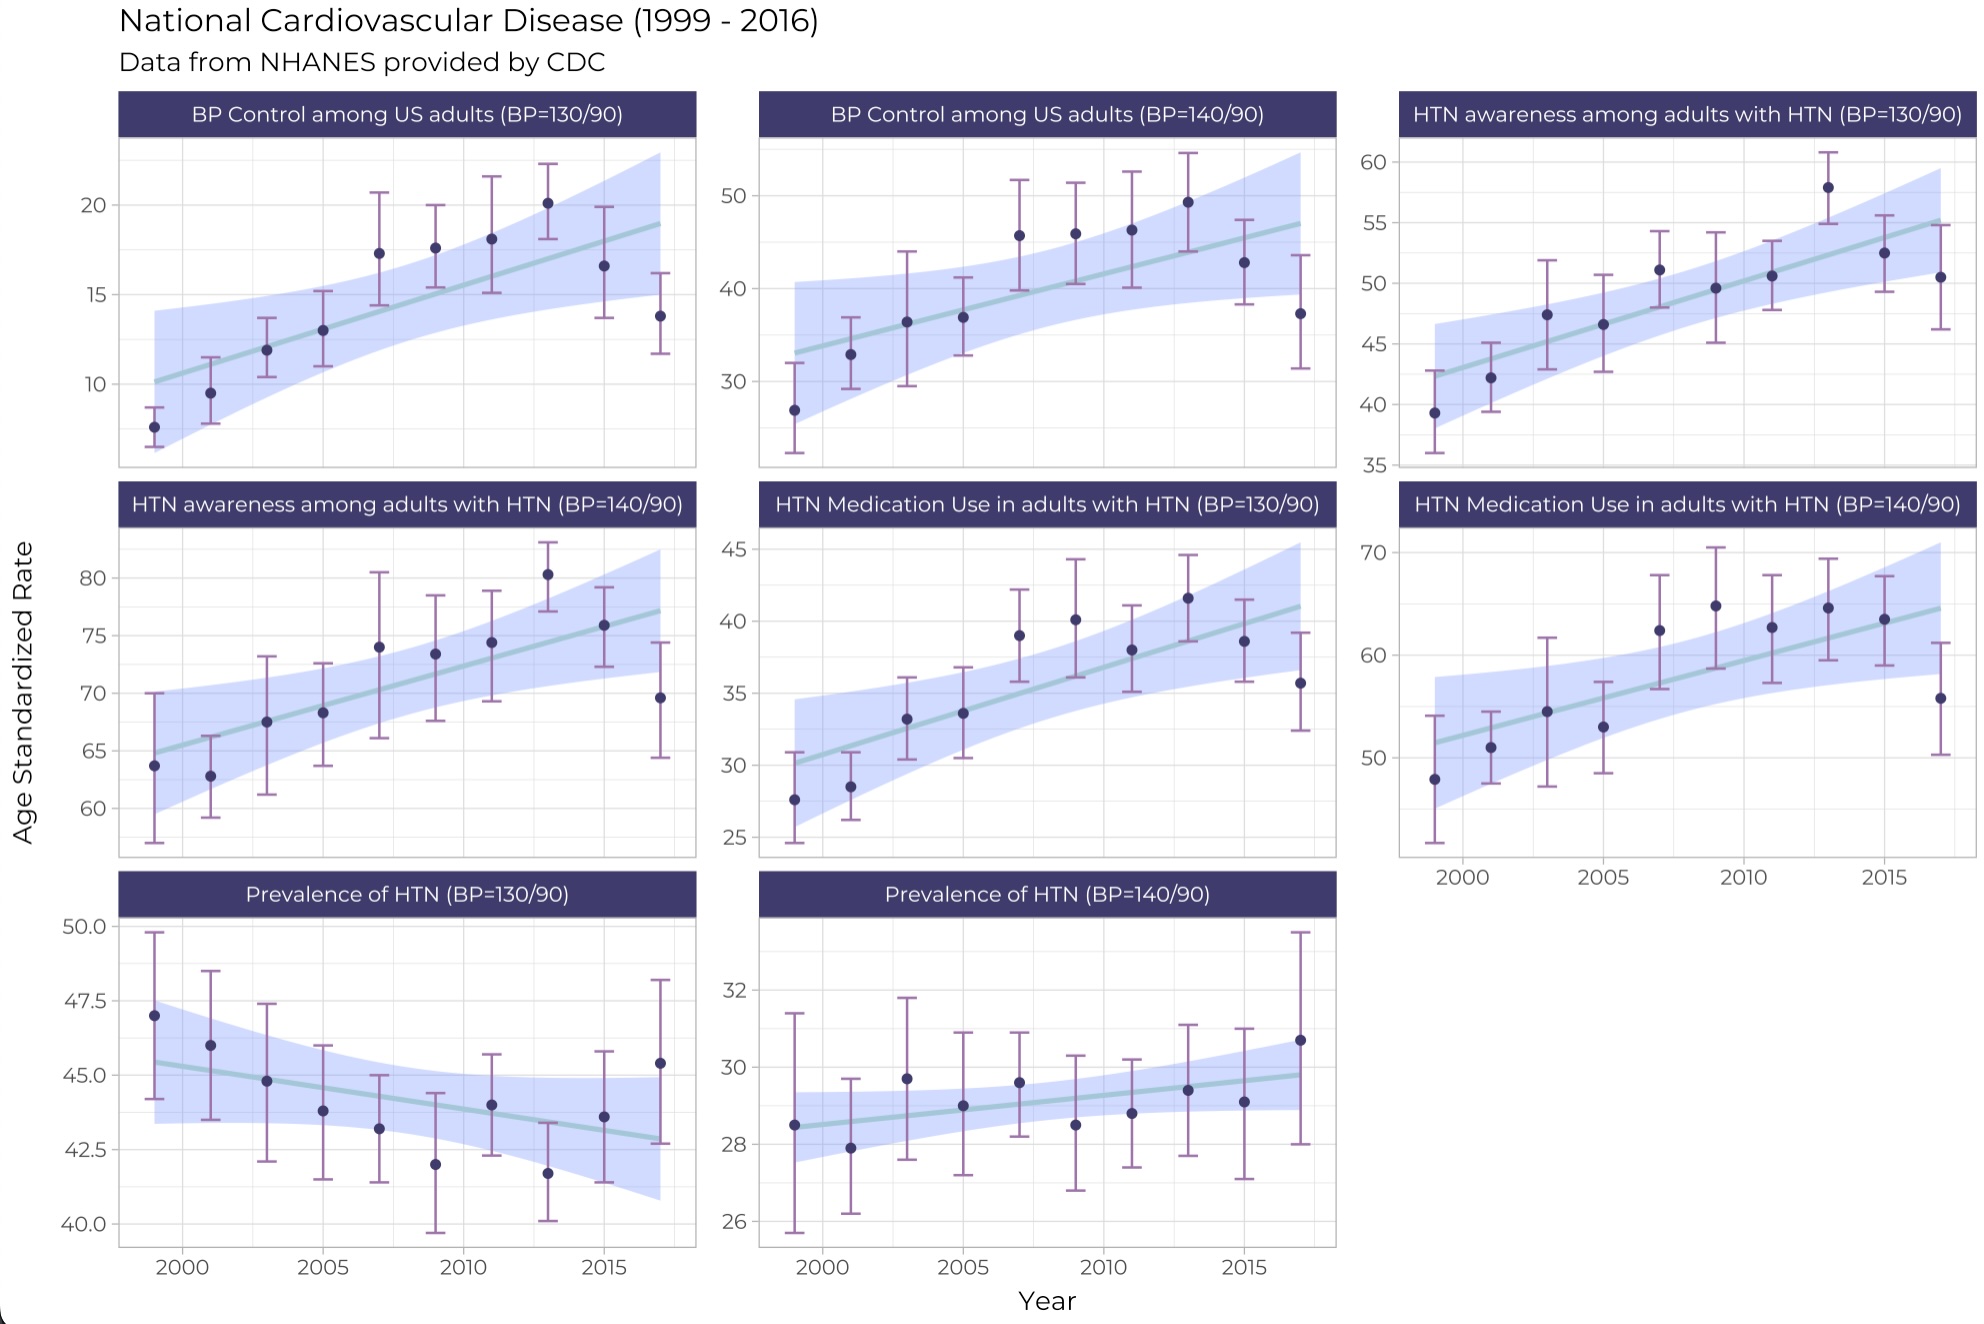 National Cardiovascular Disease (1999 - 2016)
Data from NHANES provided by CDC
Age Standardized Rate
BP Control among US adults (BP=130/90)
20
15
10
BP Control among US adults (BP=140/90)
50
40
30
HTN awareness among adults with HTN (BP=130/90)
60
55
50
45
40
35
HTN awareness among adults with HTN (BP=140/90)
80
75
70
65
60
HTN Medication Use in adults with HTN (BP=130/90)
45
40
35
30
25
HTN Medication Use in adults with HTN (BP=140/90)
70
60
50
2000 2005 2010 2015
Prevalence of HTN (BP=130/90)
50.0
47.5
45.0
42.5
40.0
2000 2005 2010 2015
Prevalence of HTN (BP=140/90)
32
30
28
26
2000 2005 2010 2015
Year